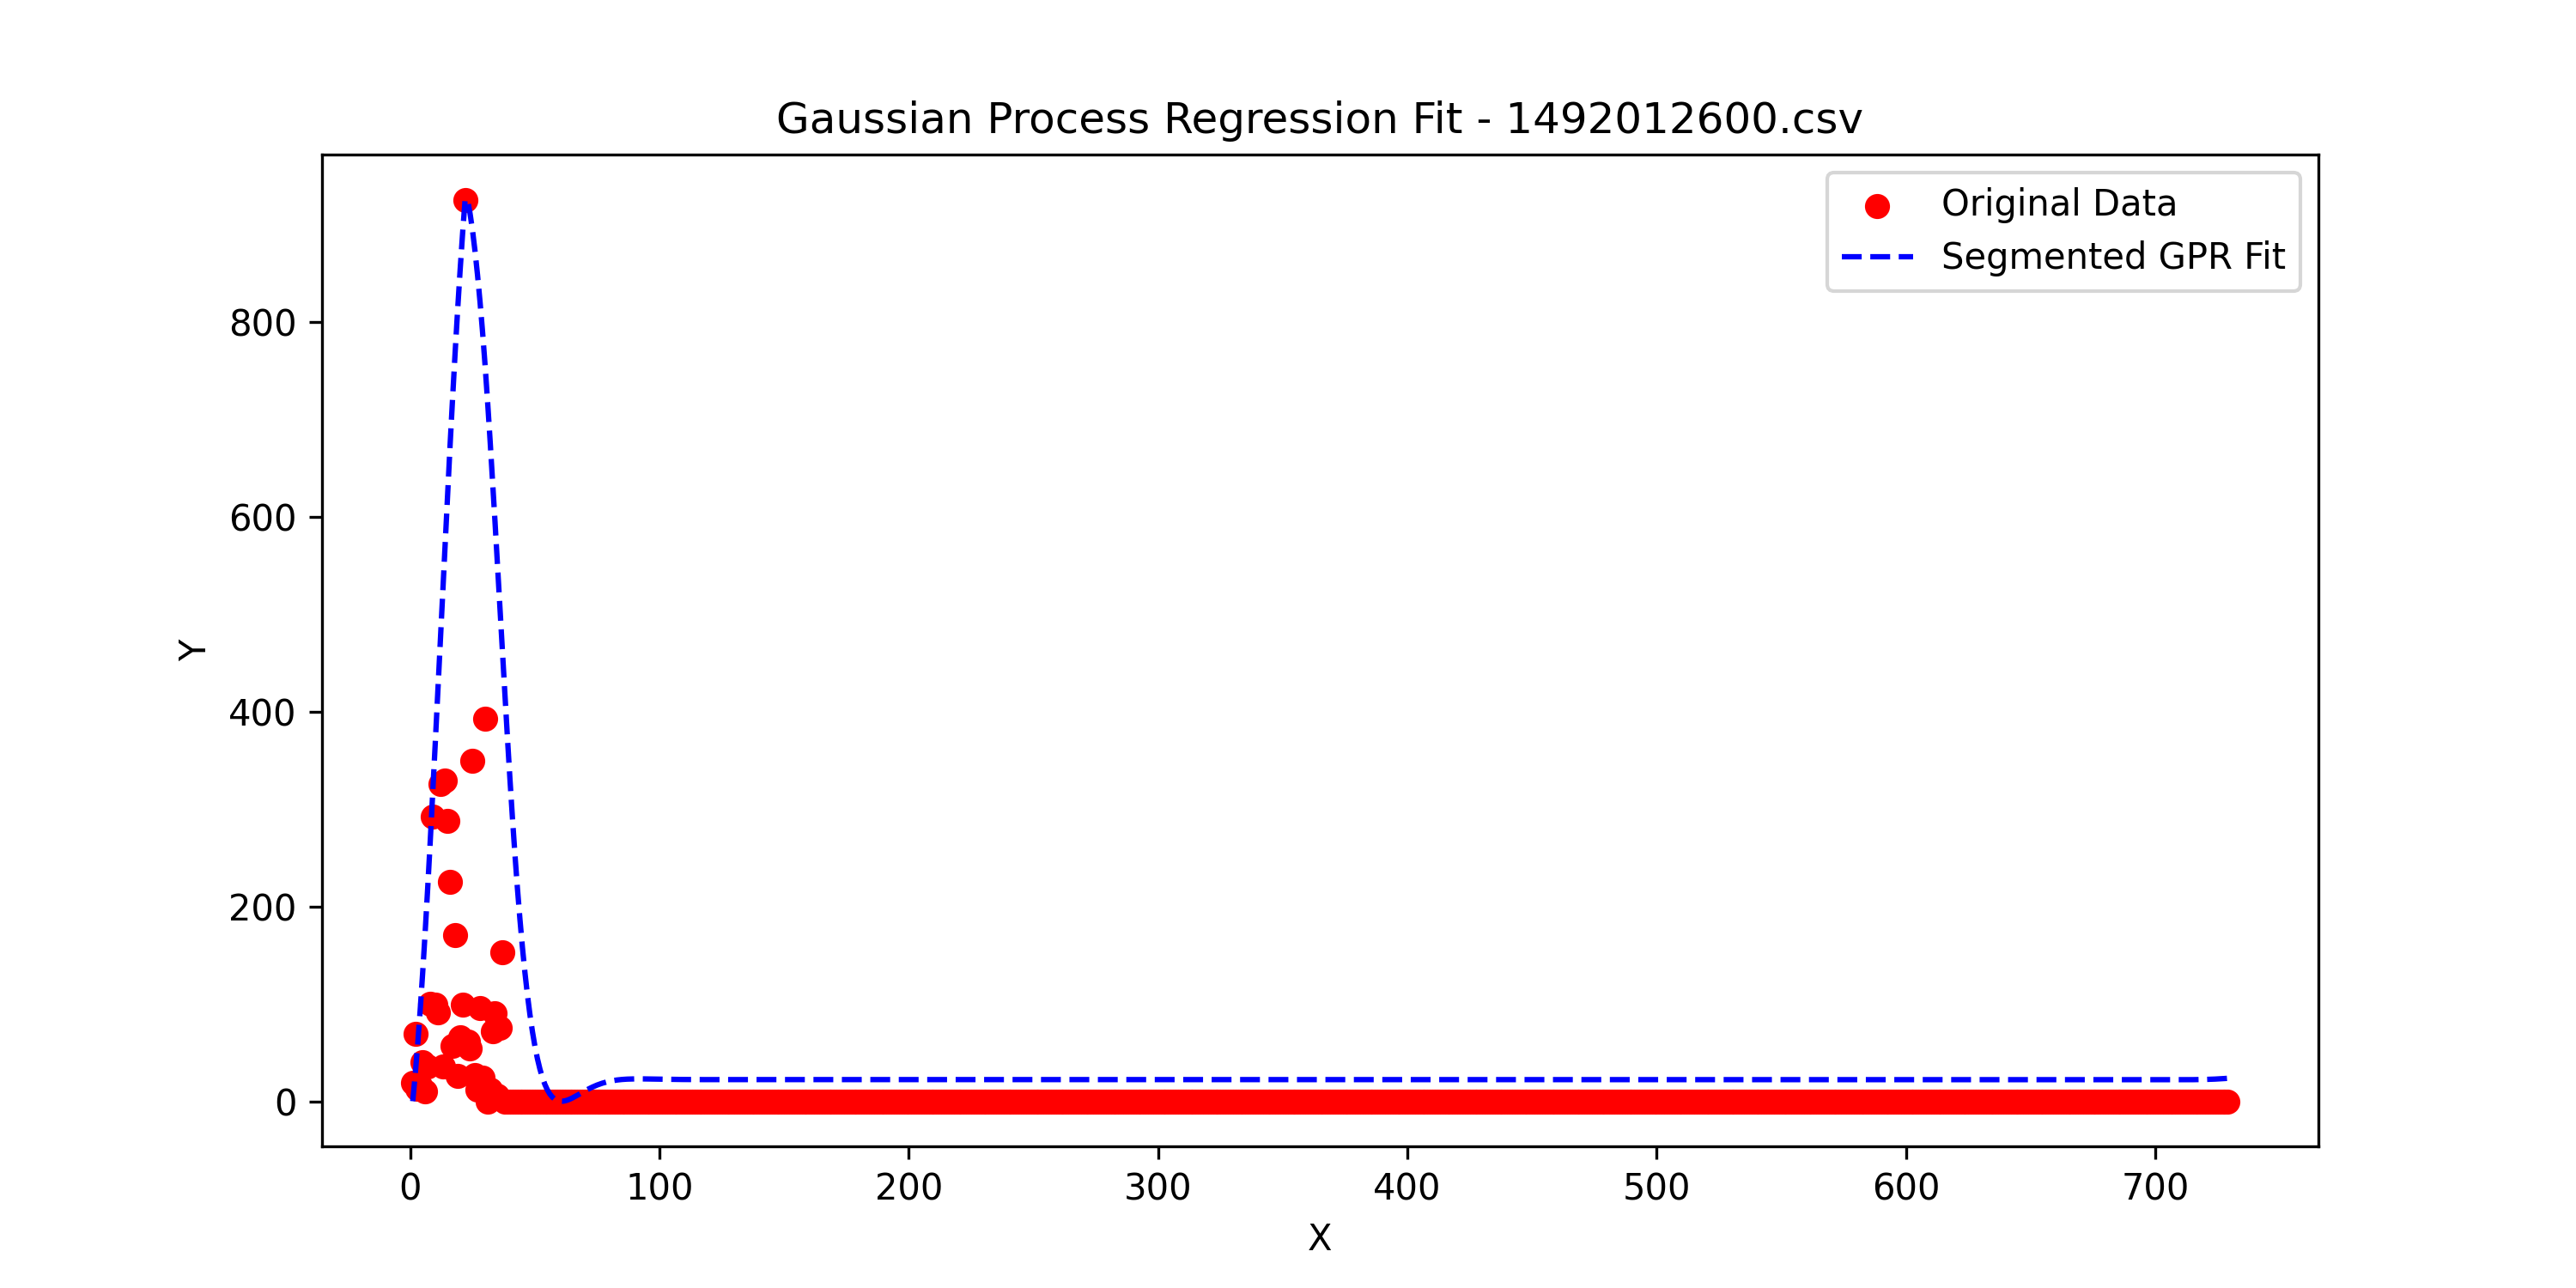 Gaussian Process Regression Fit - 1492012600.csv
Original Data
Segmented GPR Fit
800
600
400
200
0
Y
0 100 200 300 400 500 600 700
X